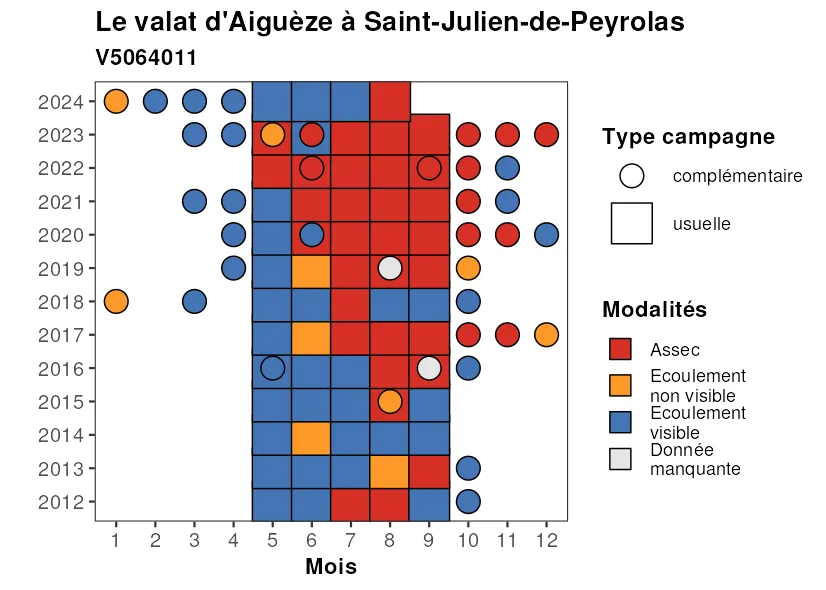 Le valat d'Aiguèze à Saint-Julien-de-Peyrolas
V5064011
2024
2023
2022
2021
2020
2019
2018
2017
2016
2015
2014
2013
2012
1 2 3 4 5 6 7 8 9 10 11 12
Mois
Type campagne
complémentaire
usuelle
Modalités
Assec
Ecoulement
non visible
Ecoulement
visible
Donnée
manquante